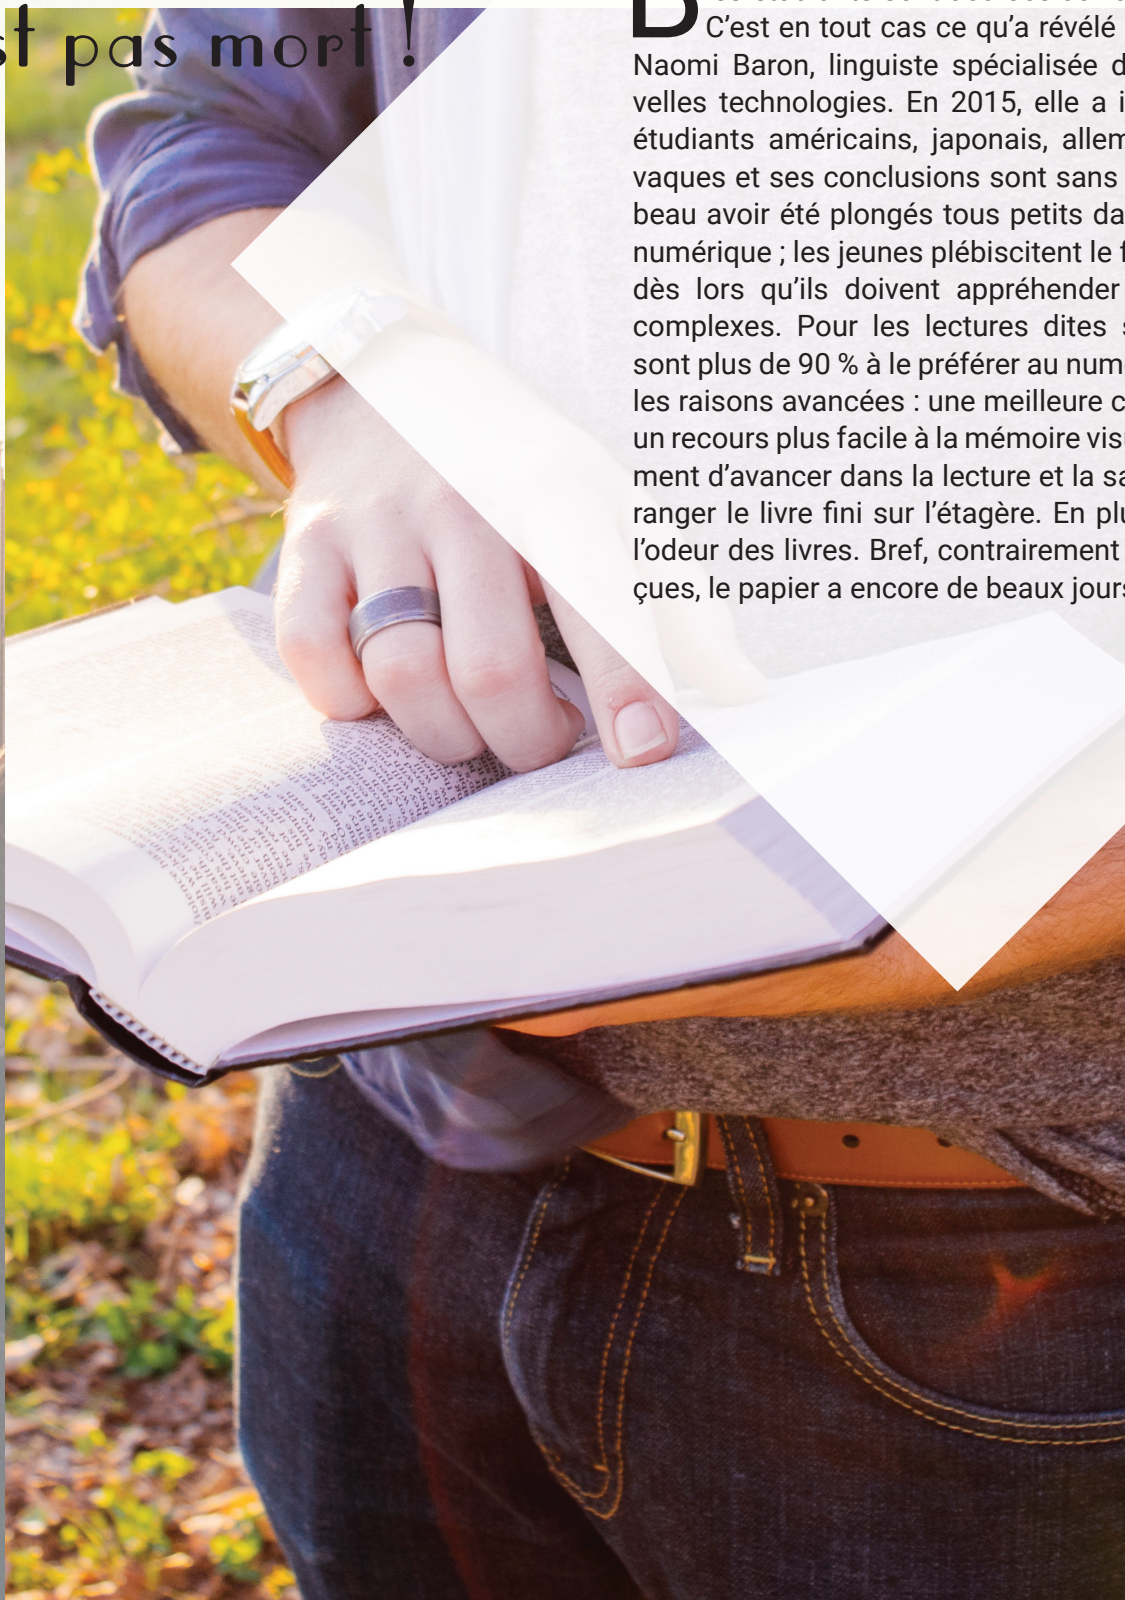 st pas mort !
C’est en tout cas ce qu’a révélé
Naomi Baron, linguiste spécialisée d
velles technologies. En 2015, elle a i
étudiants américains, japonais, allem
vaques et ses conclusions sont sans
beau avoir été plongés tous petits da
numérique ; les jeunes plébiscitent le f
dès lors qu’ils doivent appréhender
complexes. Pour les lectures dites s
sont plus de 90 % à le préférer au numé
les raisons avancées : une meilleure c
un recours plus facile à la mémoire visu
ment d’avancer dans la lecture et la sa
ranger le livre fini sur l’étagère. En plu
l’odeur des livres. Bref, contrairement
çues, le papier a encore de beaux jours